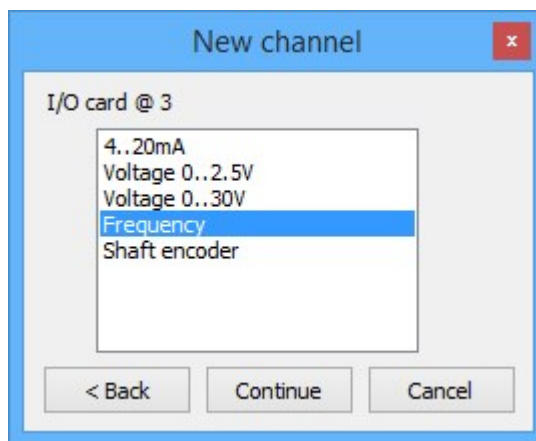 New channel
x
I/O card @ 3
4..20mA
Voltage 0..2.5V
Voltage 0..30V
Frequency
Shaft encoder
< Back Continue Cancel